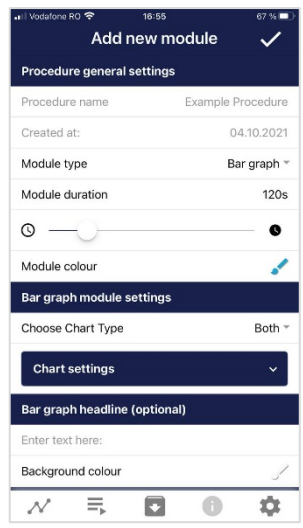 Vodafone RO 16:55 67 %
Add new module
Procedure general settings
Procedure name Example Procedure
Created at: 04.10.2021
Module type Bar graph
Module duration 120s
Module colour
Bar graph module settings
Choose Chart Type Both
Chart settings
Bar graph headline (optional)
Enter text here:
Background colour